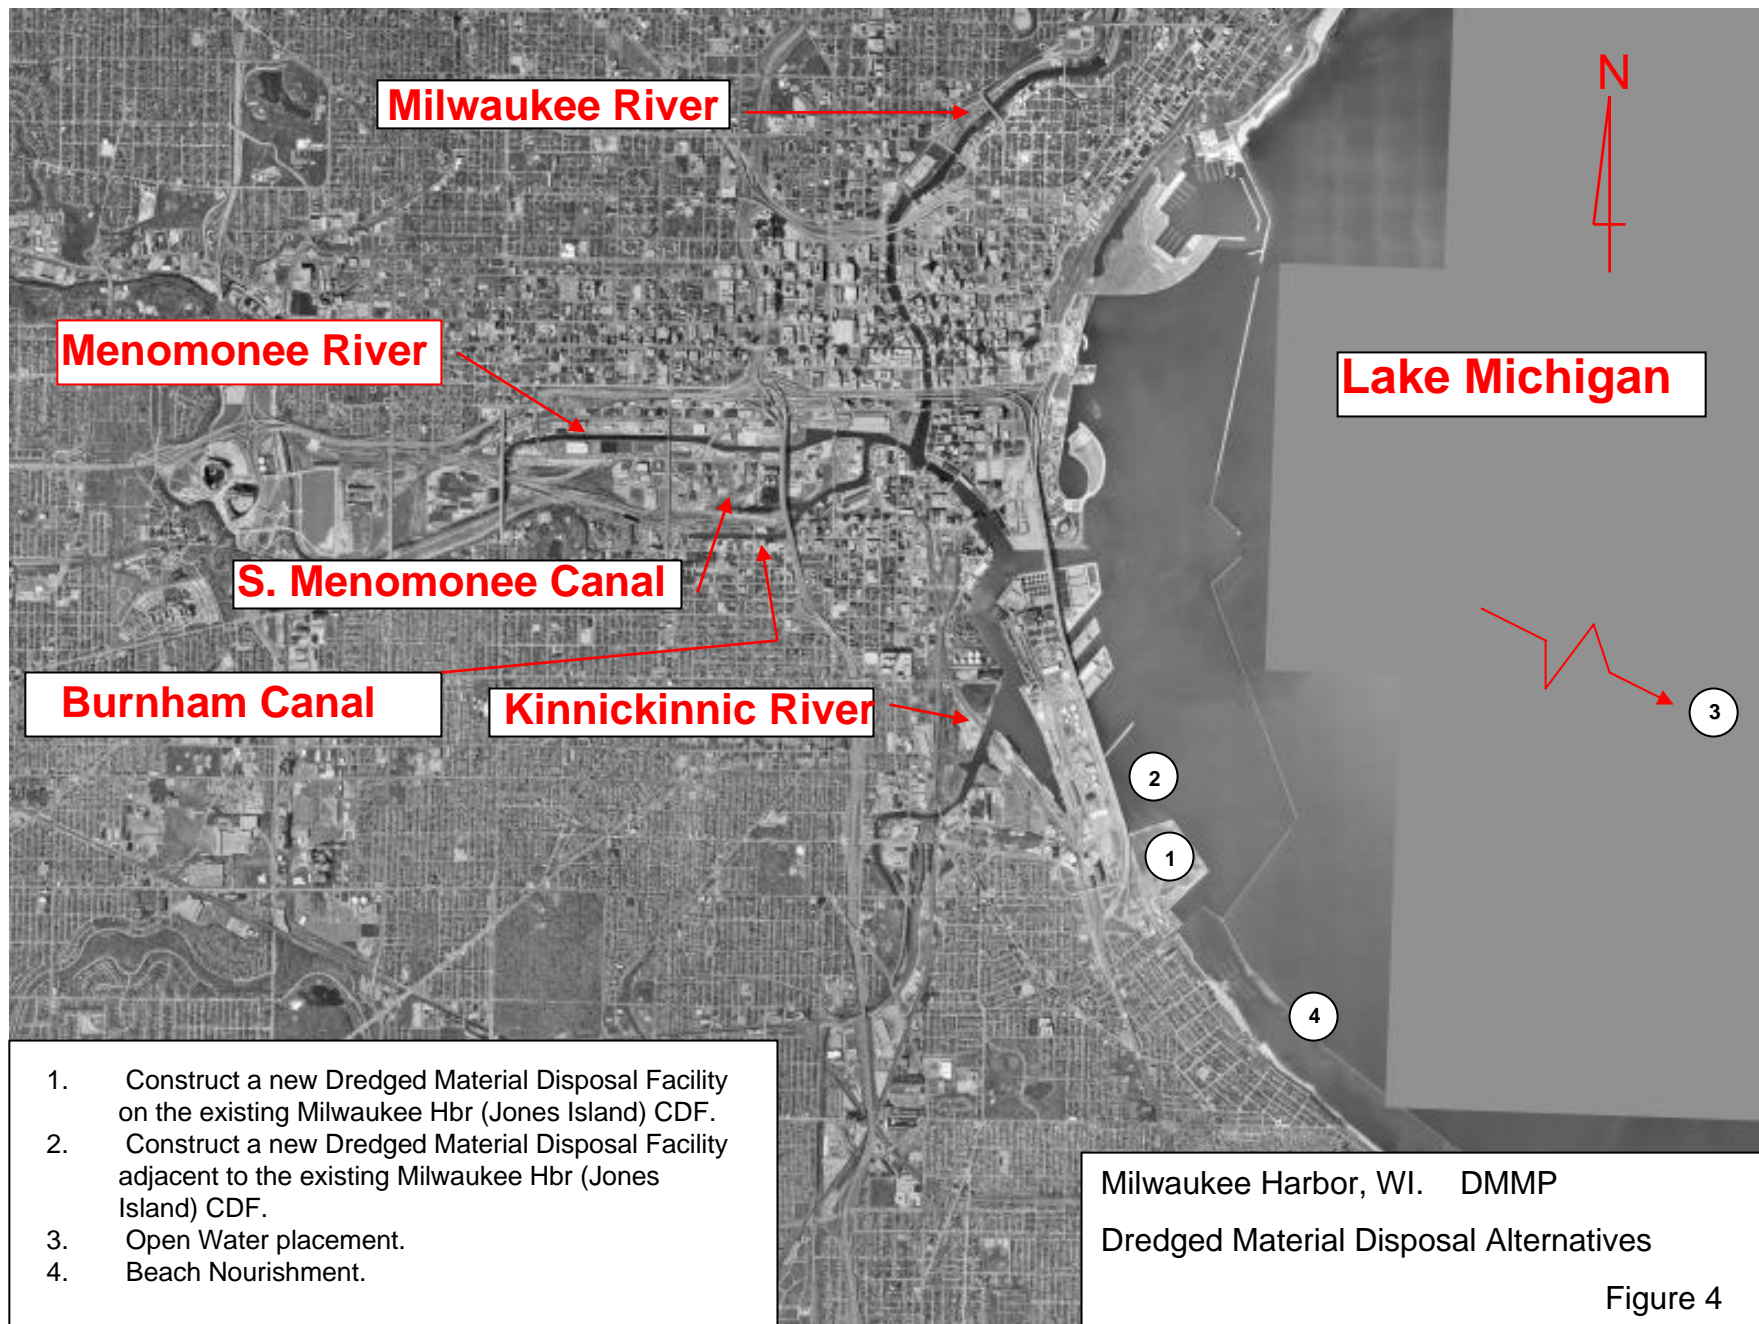 N
Milwaukee River
Menomonee River
Lake Michigan
S. Menomonee Canal
Burnham Canal
Kinnickinnic River
3
2
1
4
1. Construct a new Dredged Material Disposal Facility
on the existing Milwaukee Hbr (Jones Island) CDF.
2. Construct a new Dredged Material Disposal Facility
adjacent to the existing Milwaukee Hbr (Jones
Island) CDF.
3. Open Water placement.
4. Beach Nourishment.
Milwaukee Harbor, WI. DMMP
Dredged Material Disposal Alternatives
Figure 4